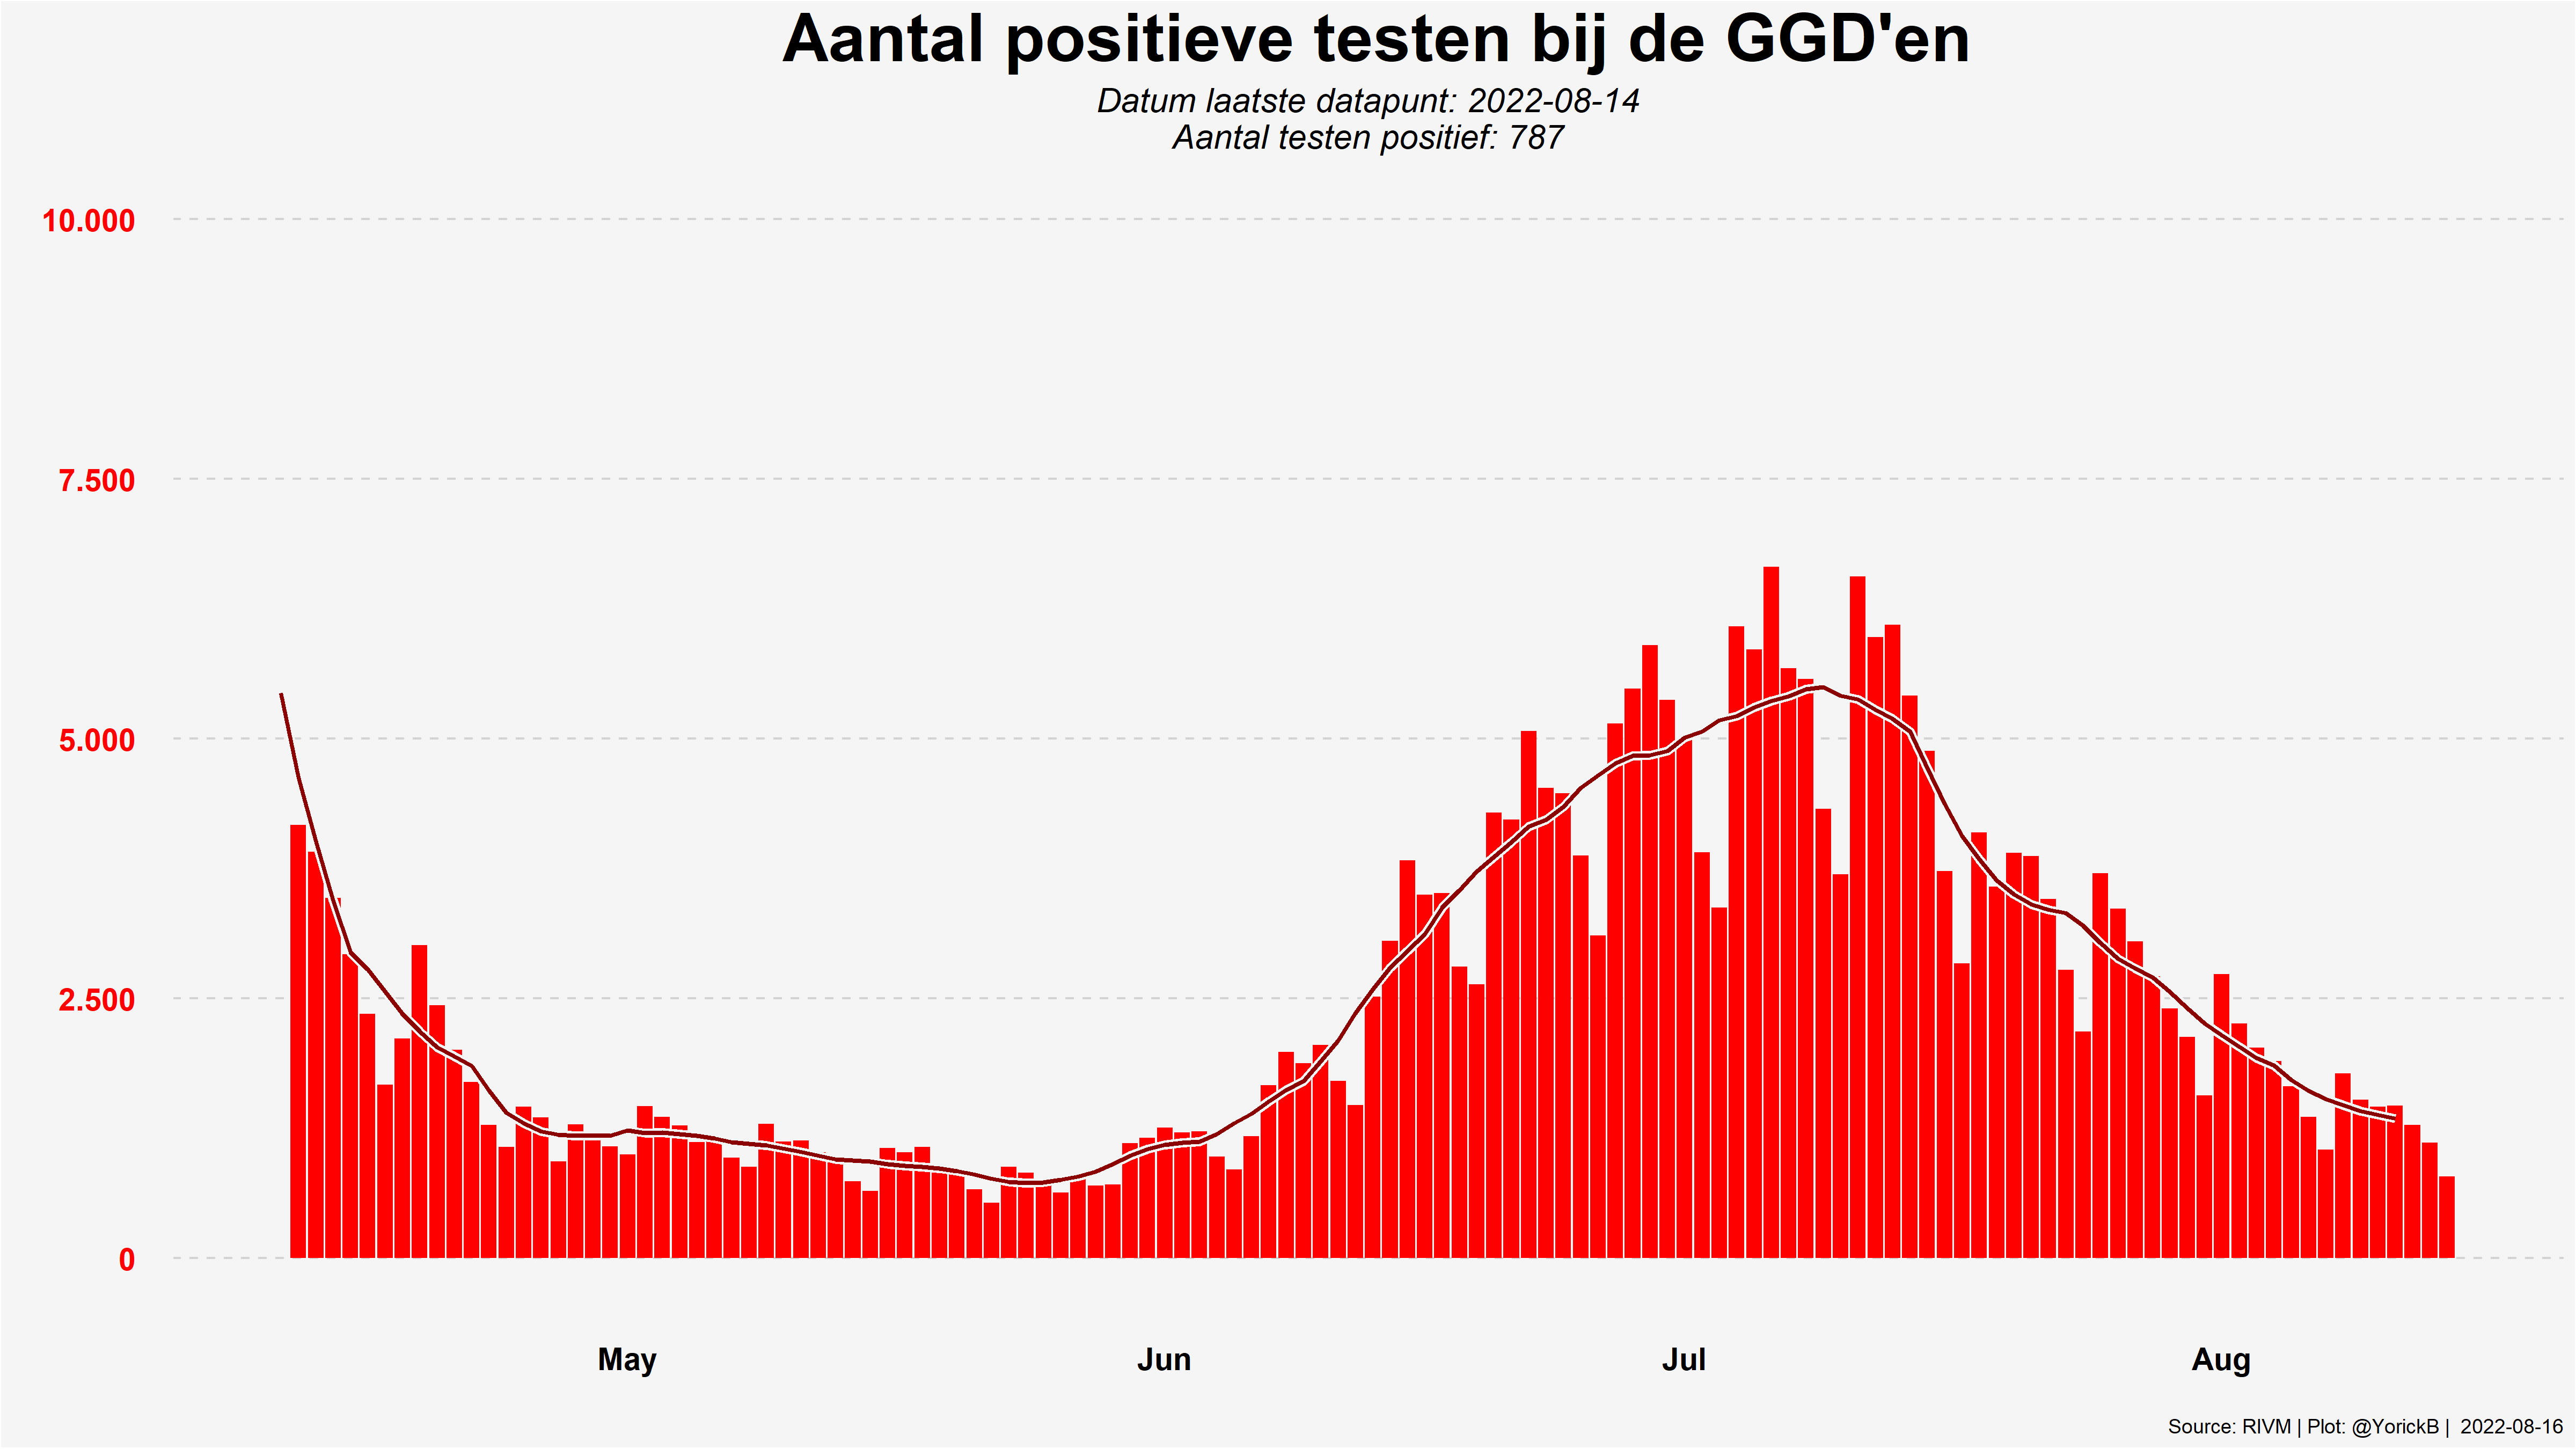 Aantal positieve testen bij de GGD'en
Datum laatste datapunt: 2022-08-14
Aantal testen positief: 787
10.000
7.500
5.000
2.500
0
May Jun Jul Aug
Source: RIVM | Plot: @YorickB | 2022-08-16